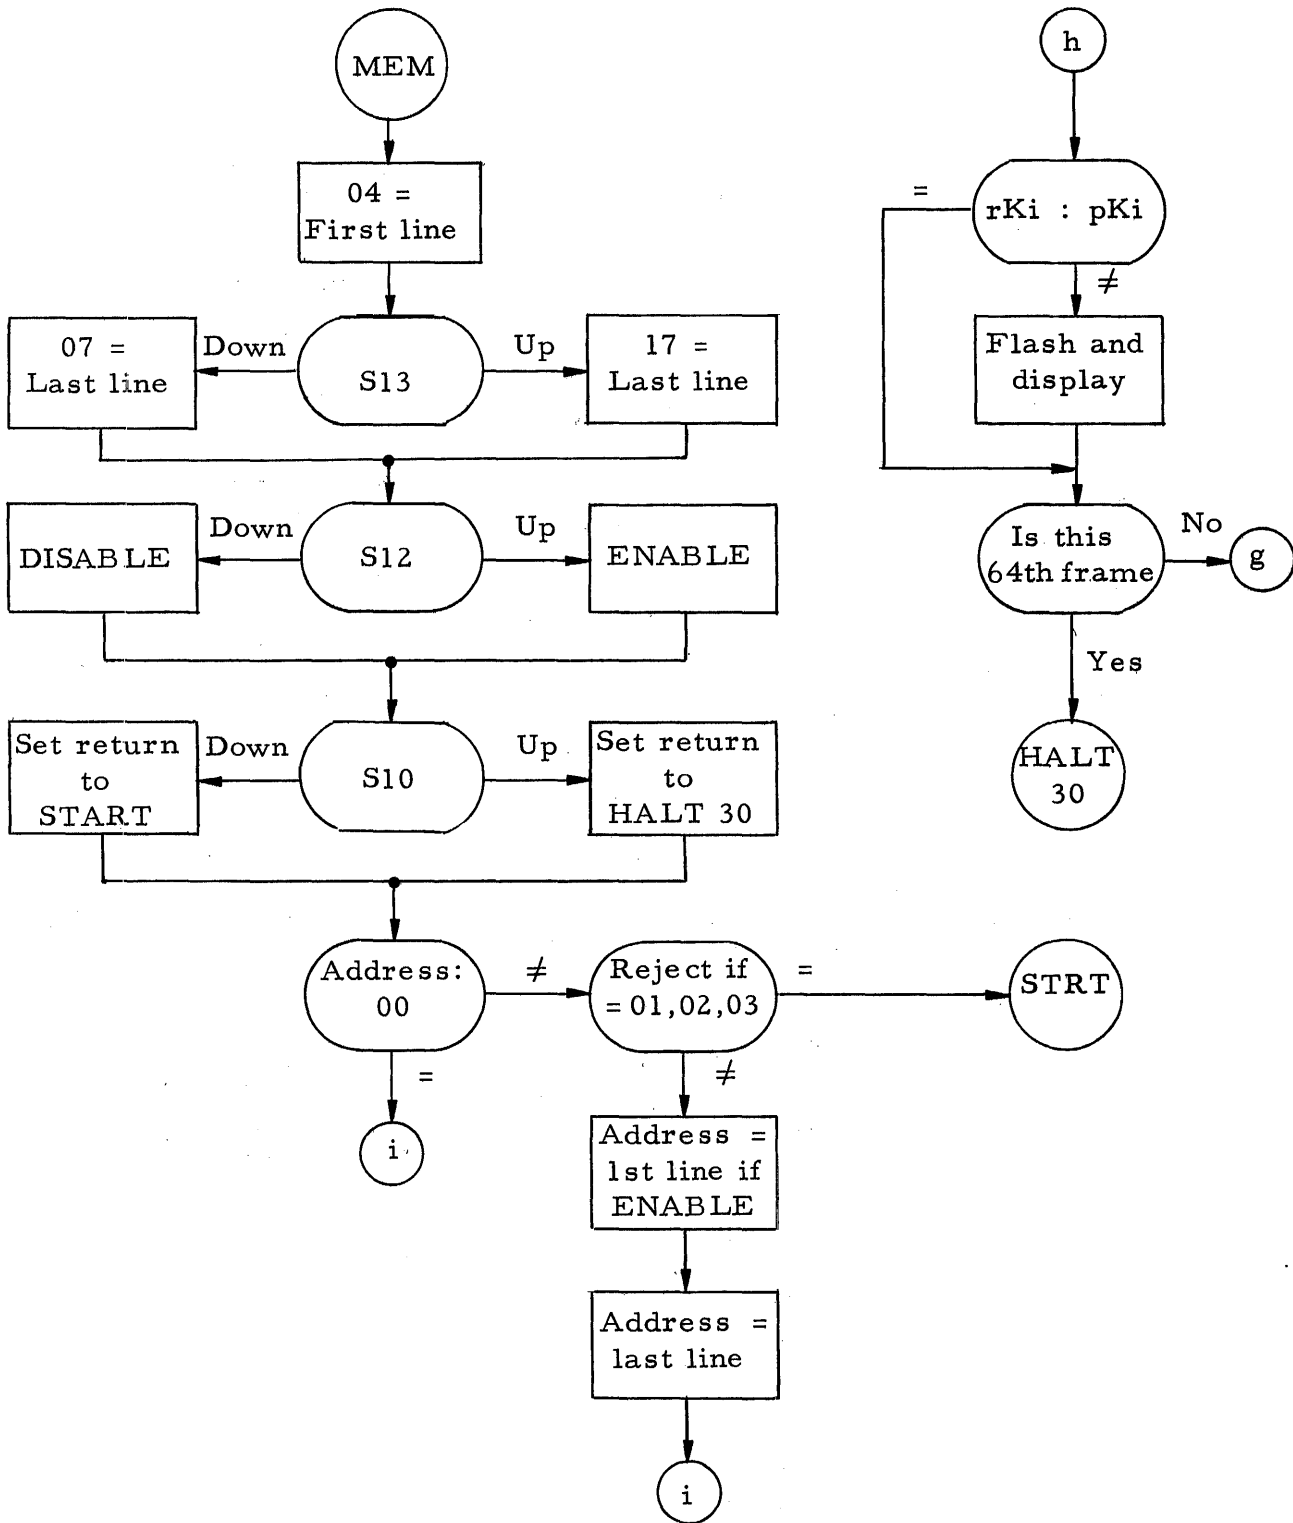 MEM
04 =
First line
07 =
Last line
Down
S13
Up
17 =
Last line
DISABLE
Down
S12
Up
ENABLE
Set return
to
START
Down
S10
Up
Set return
to
HALT 30
Address:
00
≠
=
i
Reject if
= 01,02,03
=
STRT
≠
Address =
1st line if
ENABLE
Address =
last line
i
h
rKi : pKi
=
≠
Flash and
display
Is this
64th frame
No
g
Yes
HALT
30